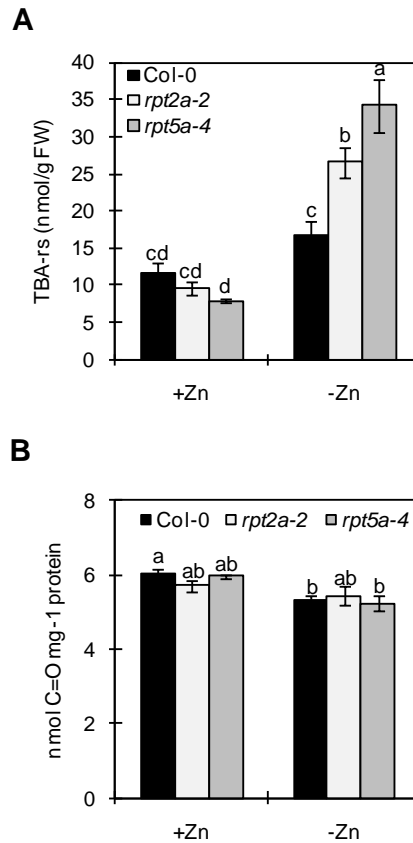 A
TBA-rs (nmol/g FW)
40
35
30
25
20
15
10
5
0
Col-0
rpt2a-2
rpt5a-4
cd
cd
d
c
b
a
+Zn
-Zn
B
nmol C=O mg-1 protein
8
6
4
2
0
Col-0 rpt2a-2 rpt5a-4
a
ab
ab
b
ab
b
+Zn
-Zn